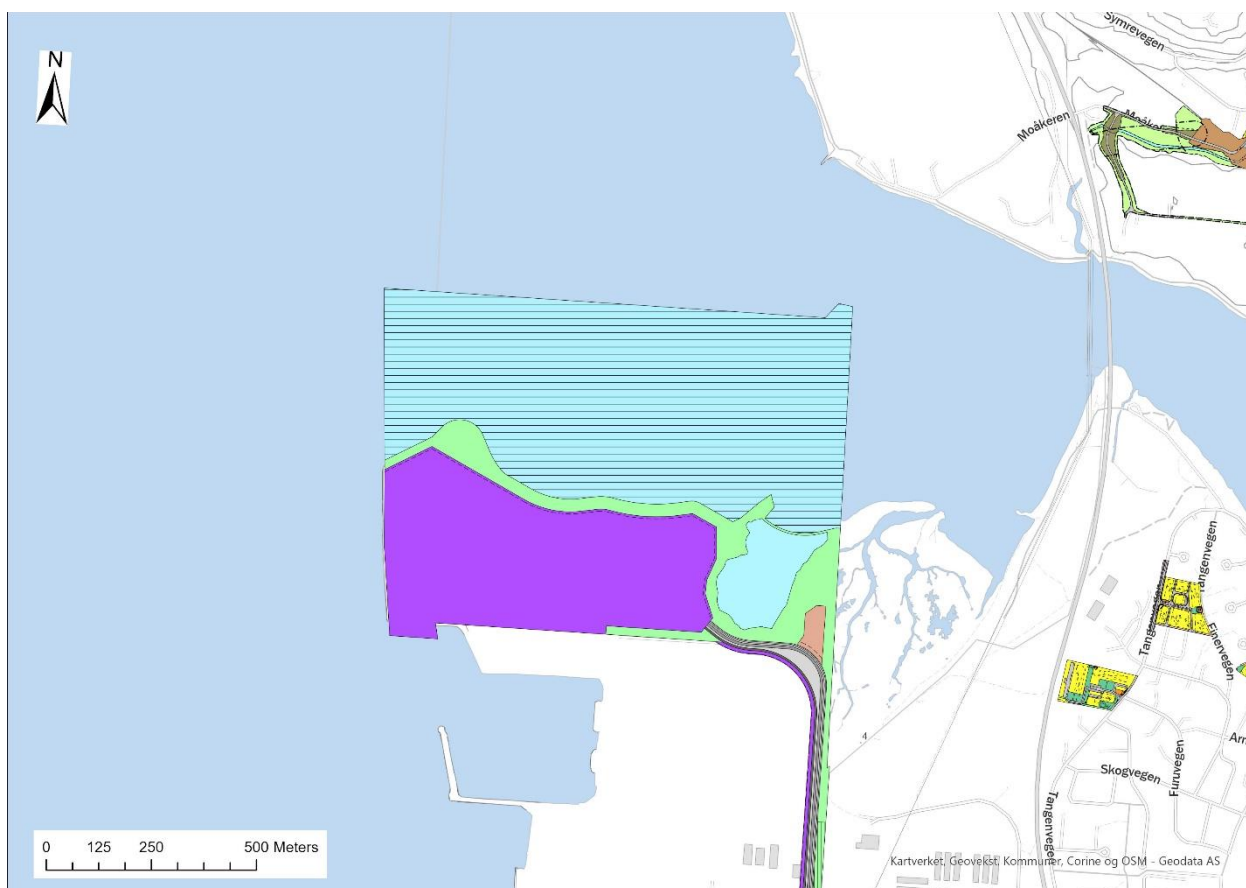 Symrevegen
N
Moåkeren
Tangenvegen
Finervegen
4
Skogvegen
Furuvegen
Tangenvegen
0 125 250 500 Meters
Kartverket, Geovekst, Kommuner, Corine og OSM - Geodata AS